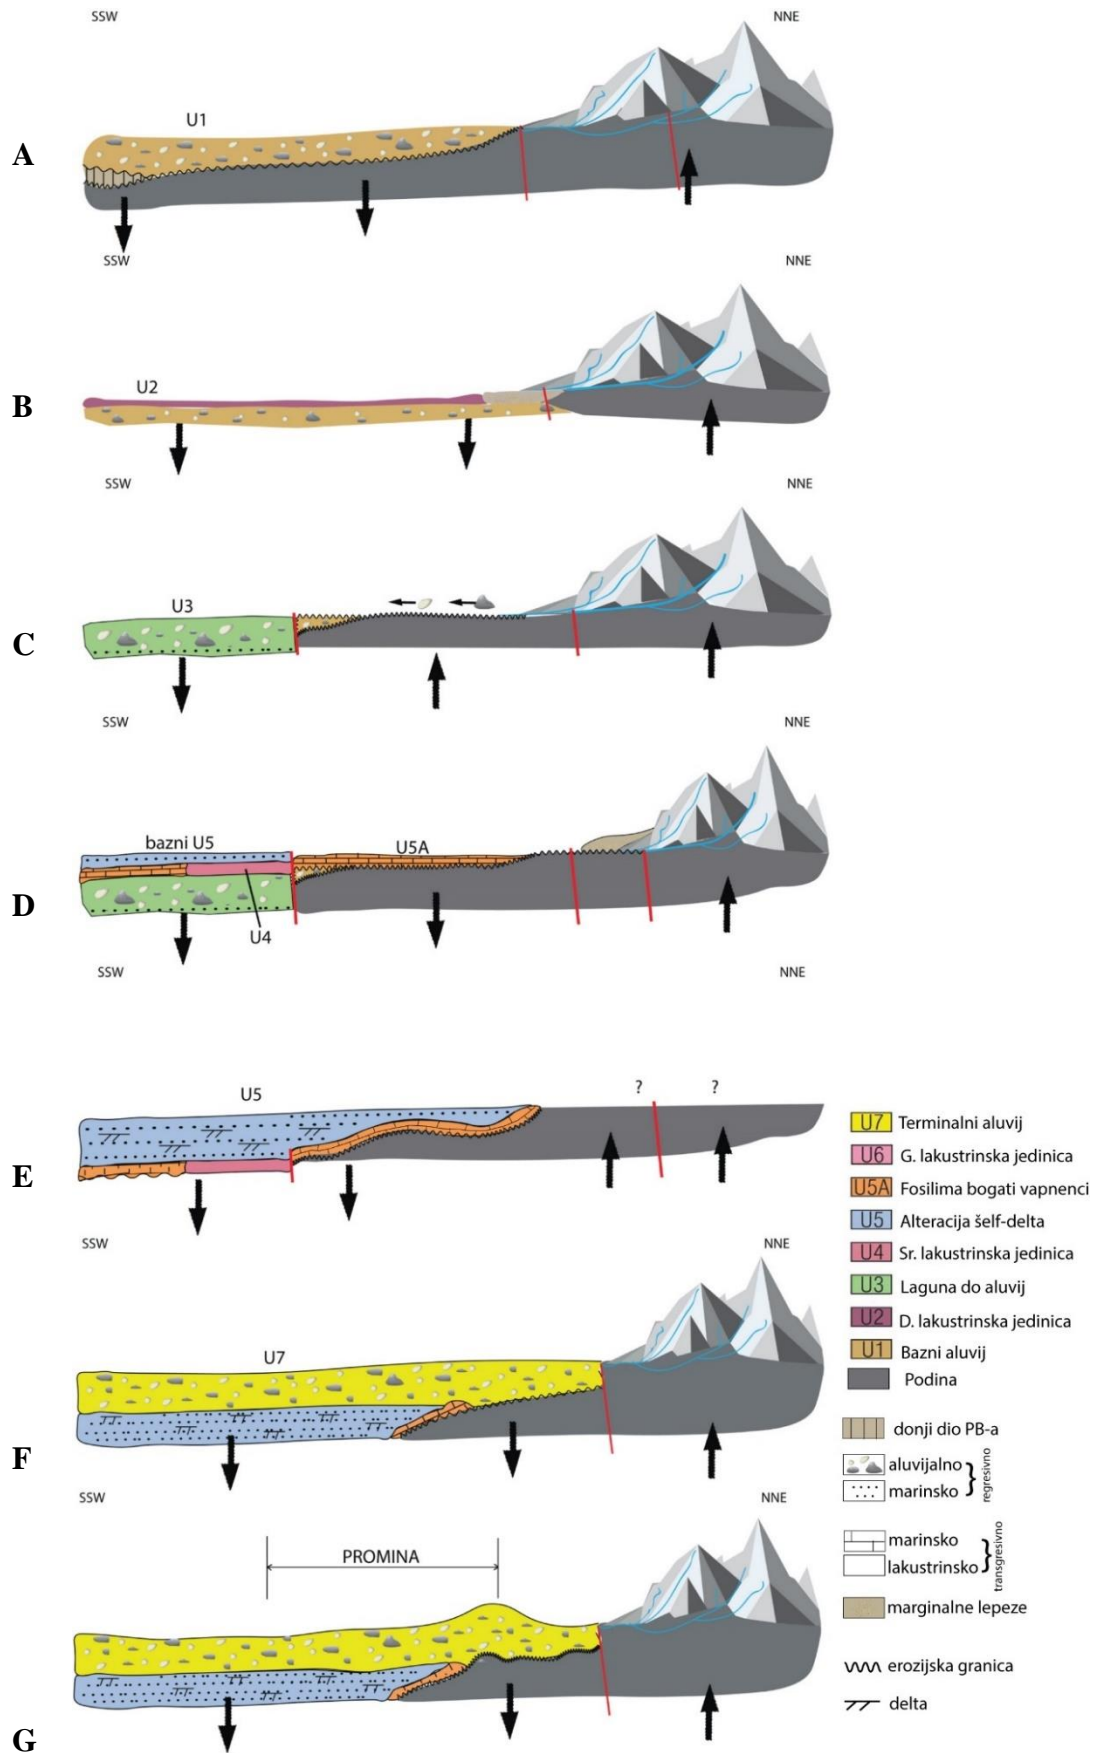 SSW NNE
U1
A
SSW NNE
U2
B
SSW NNE
U3
C
SSW NNE
bazni U5
U5A
D
U4
SSW NNE
U5 ? ?
E
SSW NNE
U7
F
SSW NNE
PROMINA
G
U7 Terminalni aluvij
U6 G. lakustrinska jedinica
U5A Fosilima bogati vapnenci
U5 Alteracija šelf-delta
U4 Sr. lakustrinska jedinica
U3 Laguna do aluvij
U2 D. lakustrinska jedinica
U1 Bazni aluvij
Podina
donji dio PB-a
aluvijalno
marinsko
regresivno
marinsko
lakustrinsko
transgresivno
marginalne lepeze
erozijska granica
delta